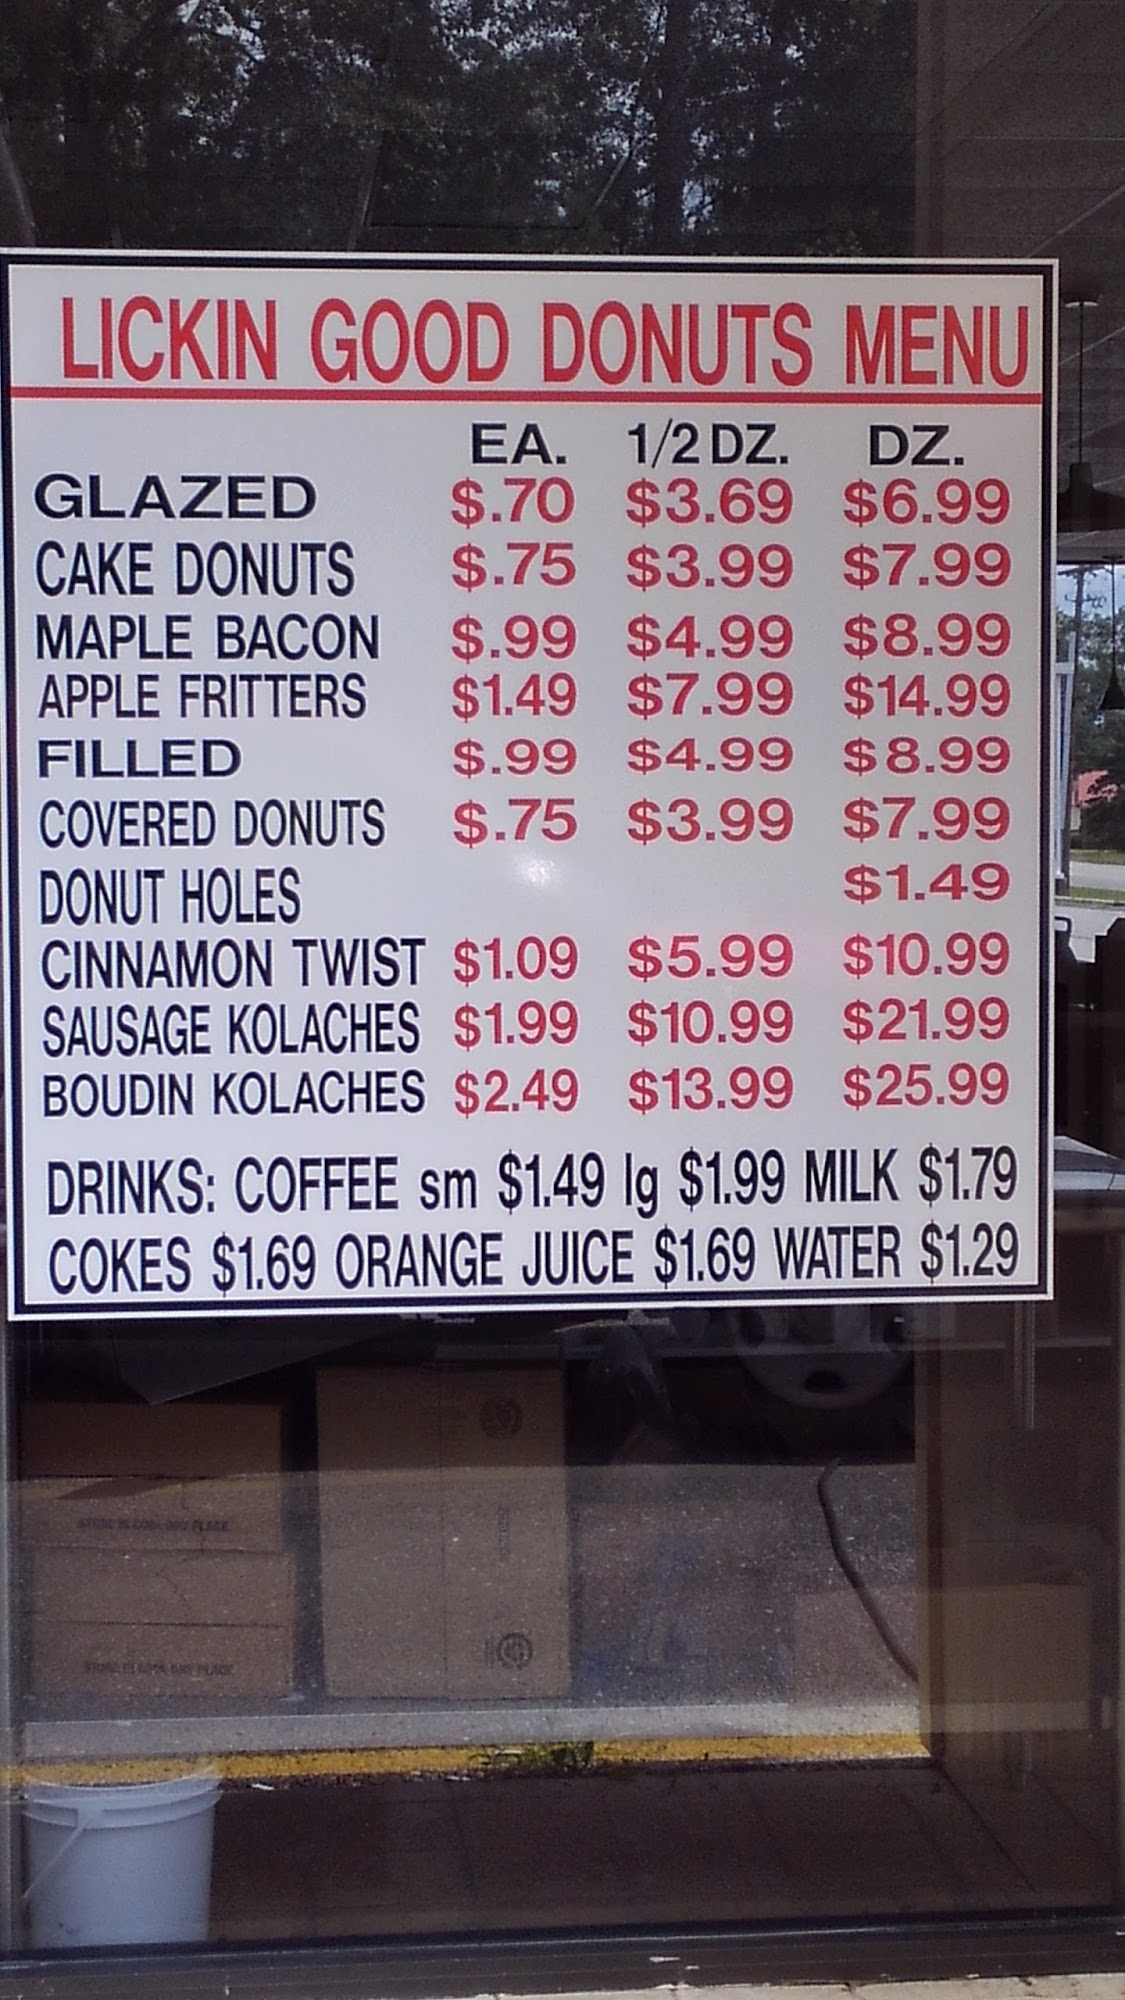 LICKIN GOOD DONUTS MENU
EA. 1/2 DZ. DZ.
GLAZED $.70 $3.69 $6.99
CAKE DONUTS $.75 $3.99 $7.99
MAPLE BACON $.99 $4.99 $8.99
APPLE FRITTERS $1.49 $7.99 $14.99
FILLED $.99 $4.99 $8.99
COVERED DONUTS $.75 $3.99 $7.99
DONUT HOLES $1.49
CINNAMON TWIST $1.09 $5.99 $10.99
SAUSAGE KOLACHES $1.99 $10.99 $21.99
BOUDIN KOLACHES $2.49 $13.99 $25.99
DRINKS: COFFEE sm $1.49 lg $1.99 MILK $1.79
COKES $1.69 ORANGE JUICE $1.69 WATER $1.29